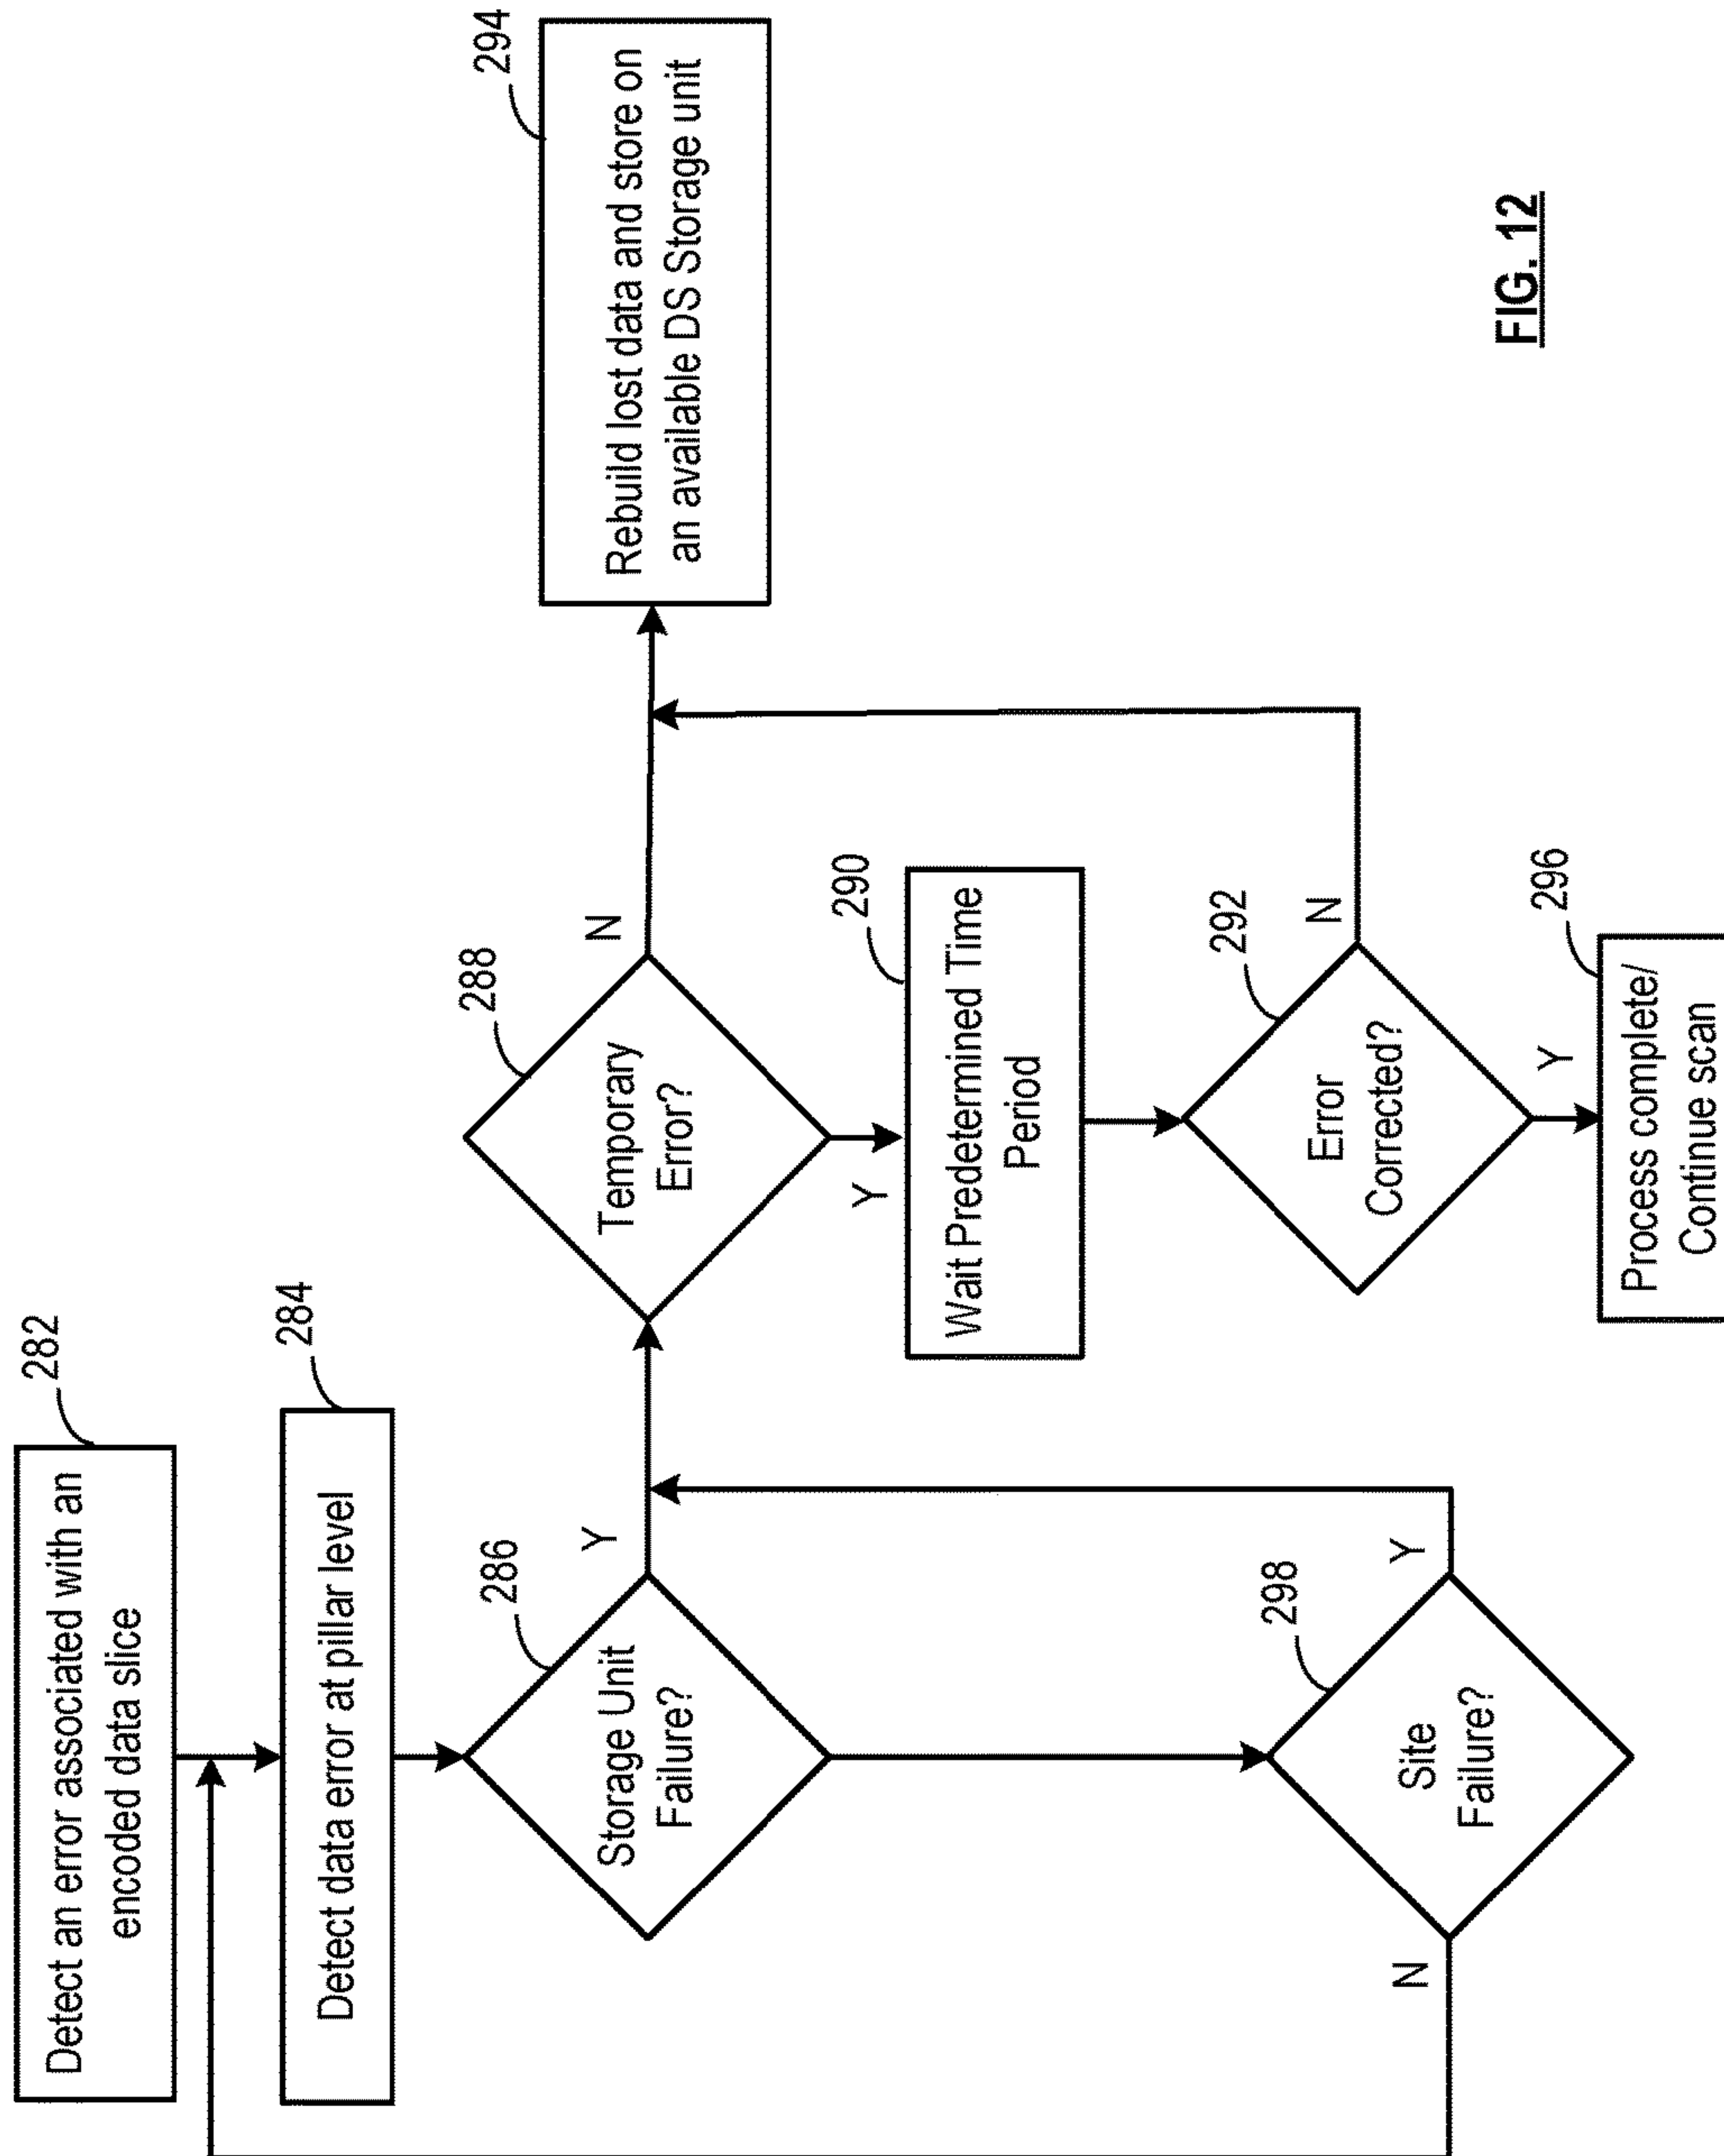 282
Detect an error associated with an
encoded data slice
284
Detect data error at pillar level
286
Storage Unit
Failure?
Y
288
Temporary
Error?
N
294
Rebuild lost data and store on
an available DS Storage unit
Y
290
Wait Predetermined Time
Period
292
Error
Corrected?
N
Y
296
Process complete/
Continue scan
298
Site
Failure?
Y
N
FIG. 12